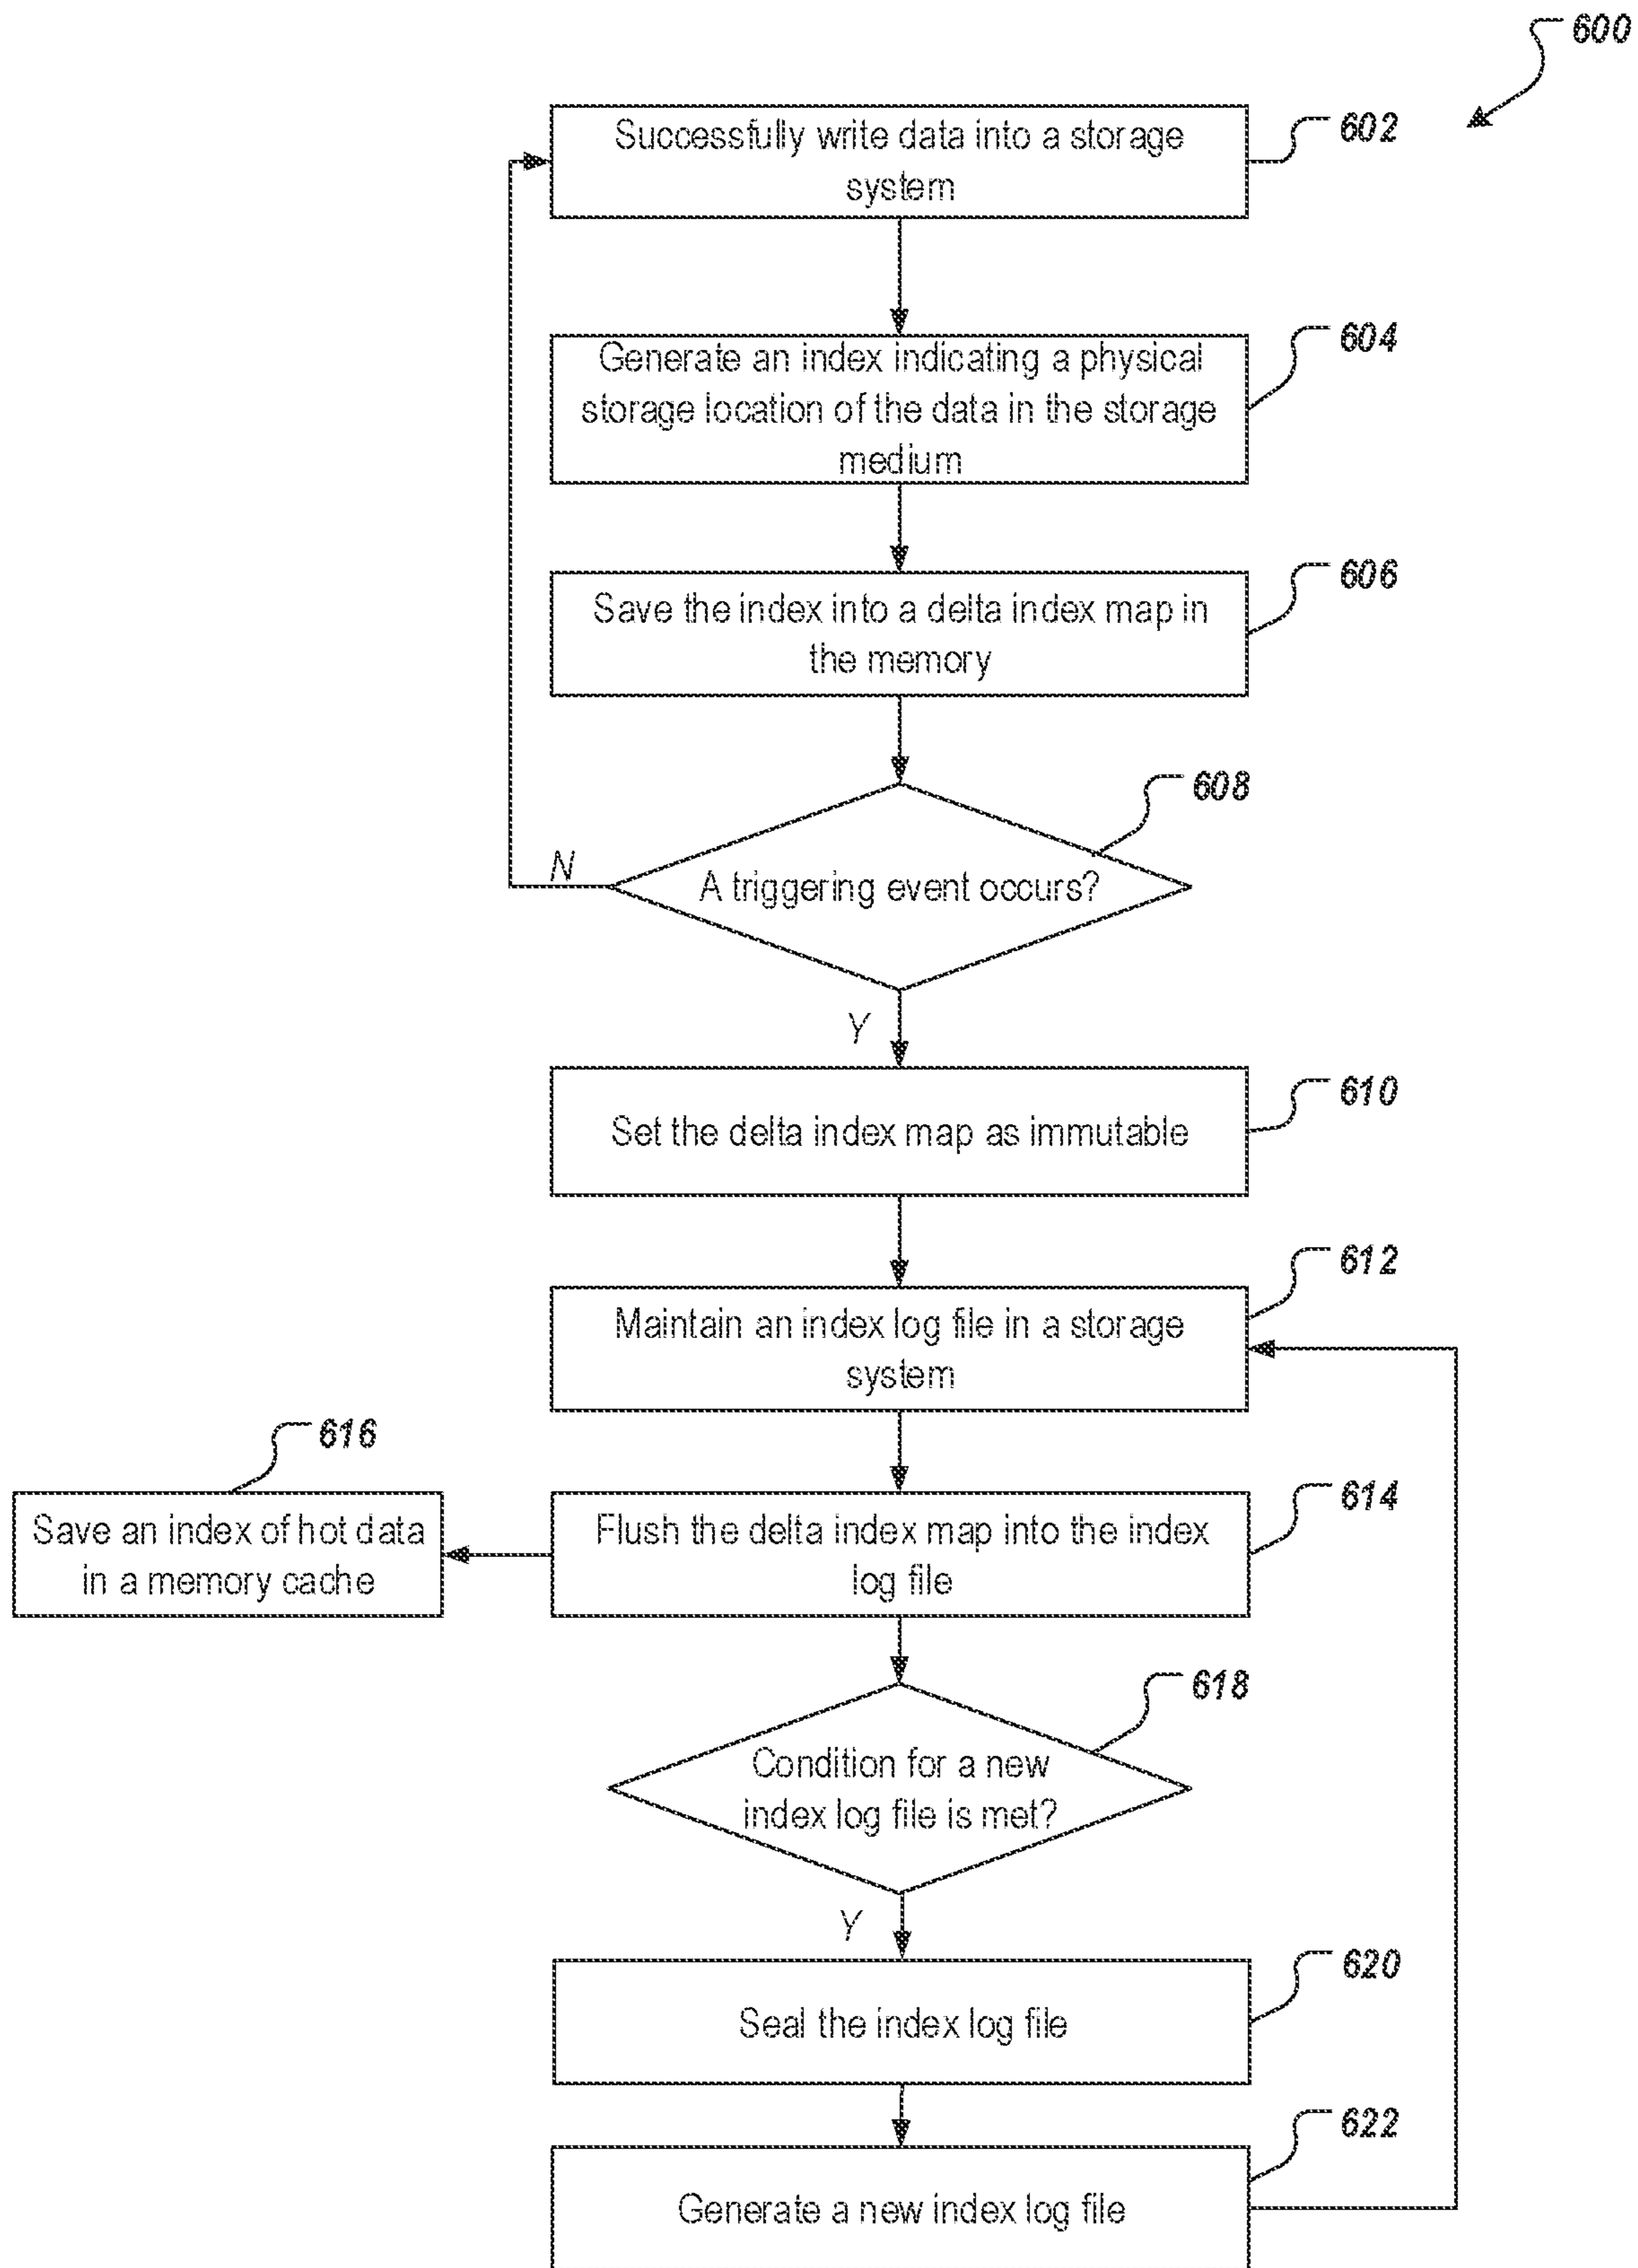 600
Successfully write data into a storage
system
602
Generate an index indicating a physical
storage location of the data in the storage
medium
604
Save the index into a delta index map in
the memory
606
608
A triggering event occurs?
N
Y
Set the delta index map as immutable
610
Maintain an index log file in a storage
system
612
616
Save an index of hot data
in a memory cache
Flush the delta index map into the index
log file
614
618
Condition for a new
index log file is met?
Y
Seal the index log file
620
Generate a new index log file
622